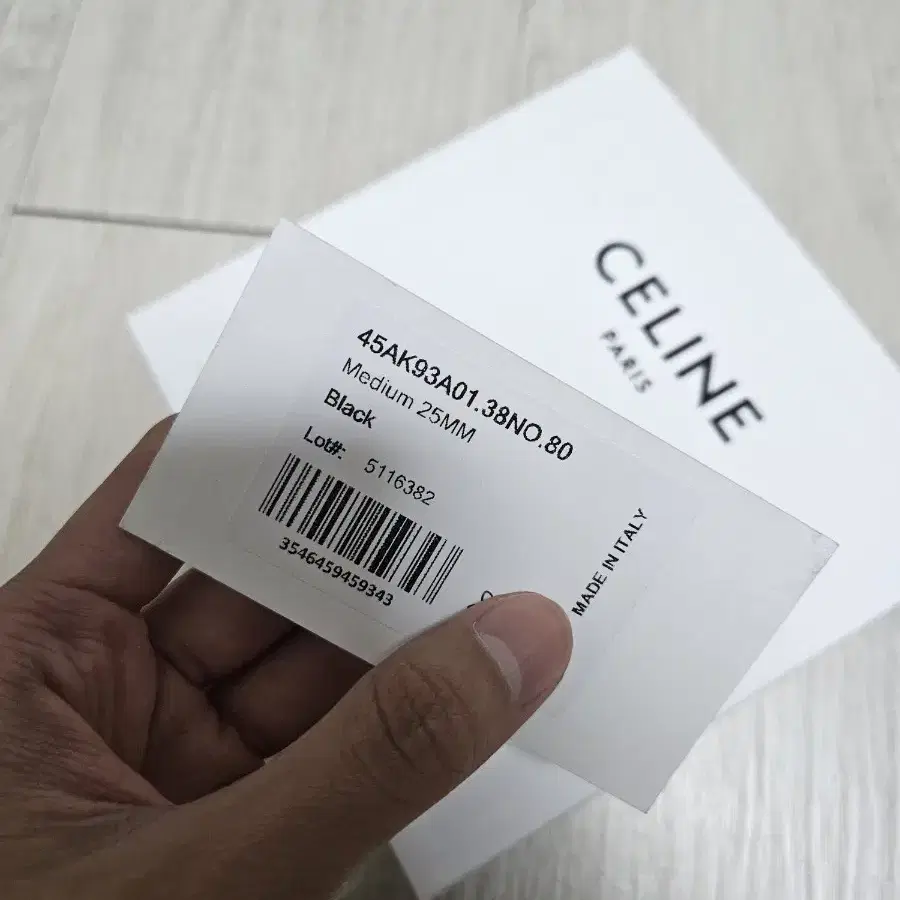 CELINE
PARIS
45AK93A01.38NO.80
Medium 25MM
Black
Lot#: 5116382
3546459459343
MADE IN ITALY